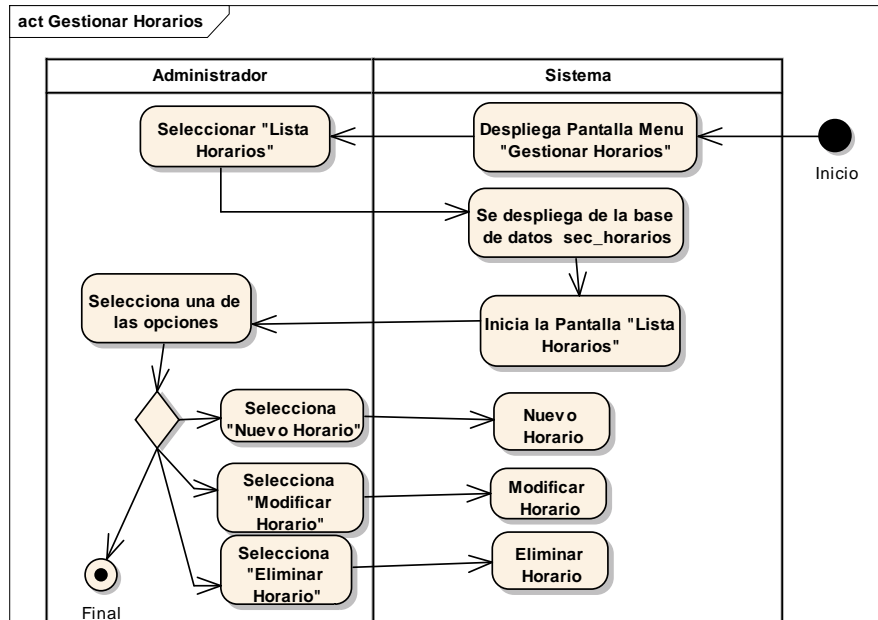 act Gestionar Horarios
Administrador
Sistema
Seleccionar "Lista
Horarios"
Despliega Pantalla Menu
"Gestionar Horarios"
Inicio
Se despliega de la base
de datos sec_horarios
Selecciona una de
las opciones
Inicia la Pantalla "Lista
Horarios"
Selecciona
"Nuevo Horario"
Nuevo
Horario
Selecciona
"Modificar
Horario"
Modificar
Horario
Selecciona
"Eliminar
Horario"
Eliminar
Horario
Final